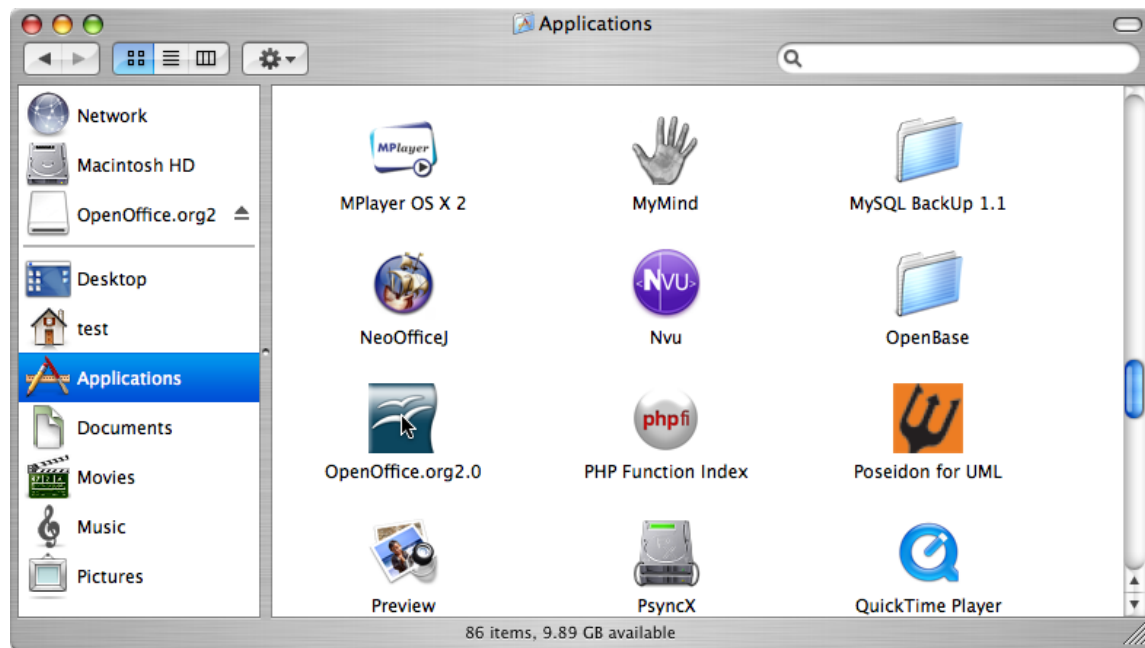 Applications
Network
Macintosh HD
OpenOffice.org2
Desktop
test
Applications
Documents
Movies
Music
Pictures
MPlayer
MPlayer OS X 2
MyMind
MySQL BackUp 1.1
NeoOfficeJ
<NVU>
Nvu
OpenBase
OpenOffice.org2.0
phpfi
PHP Function Index
Poseidon for UML
Preview
PsyncX
QuickTime Player
86 items, 9.89 GB available